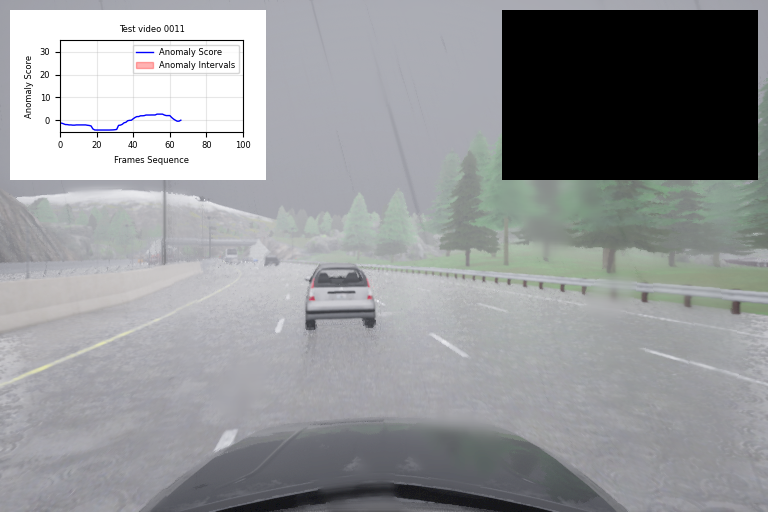 Test video 0011
Anomaly Score
30
20
10
0
Anomaly Score
Anomaly Intervals
0 20 40 60 80 100
Frames Sequence